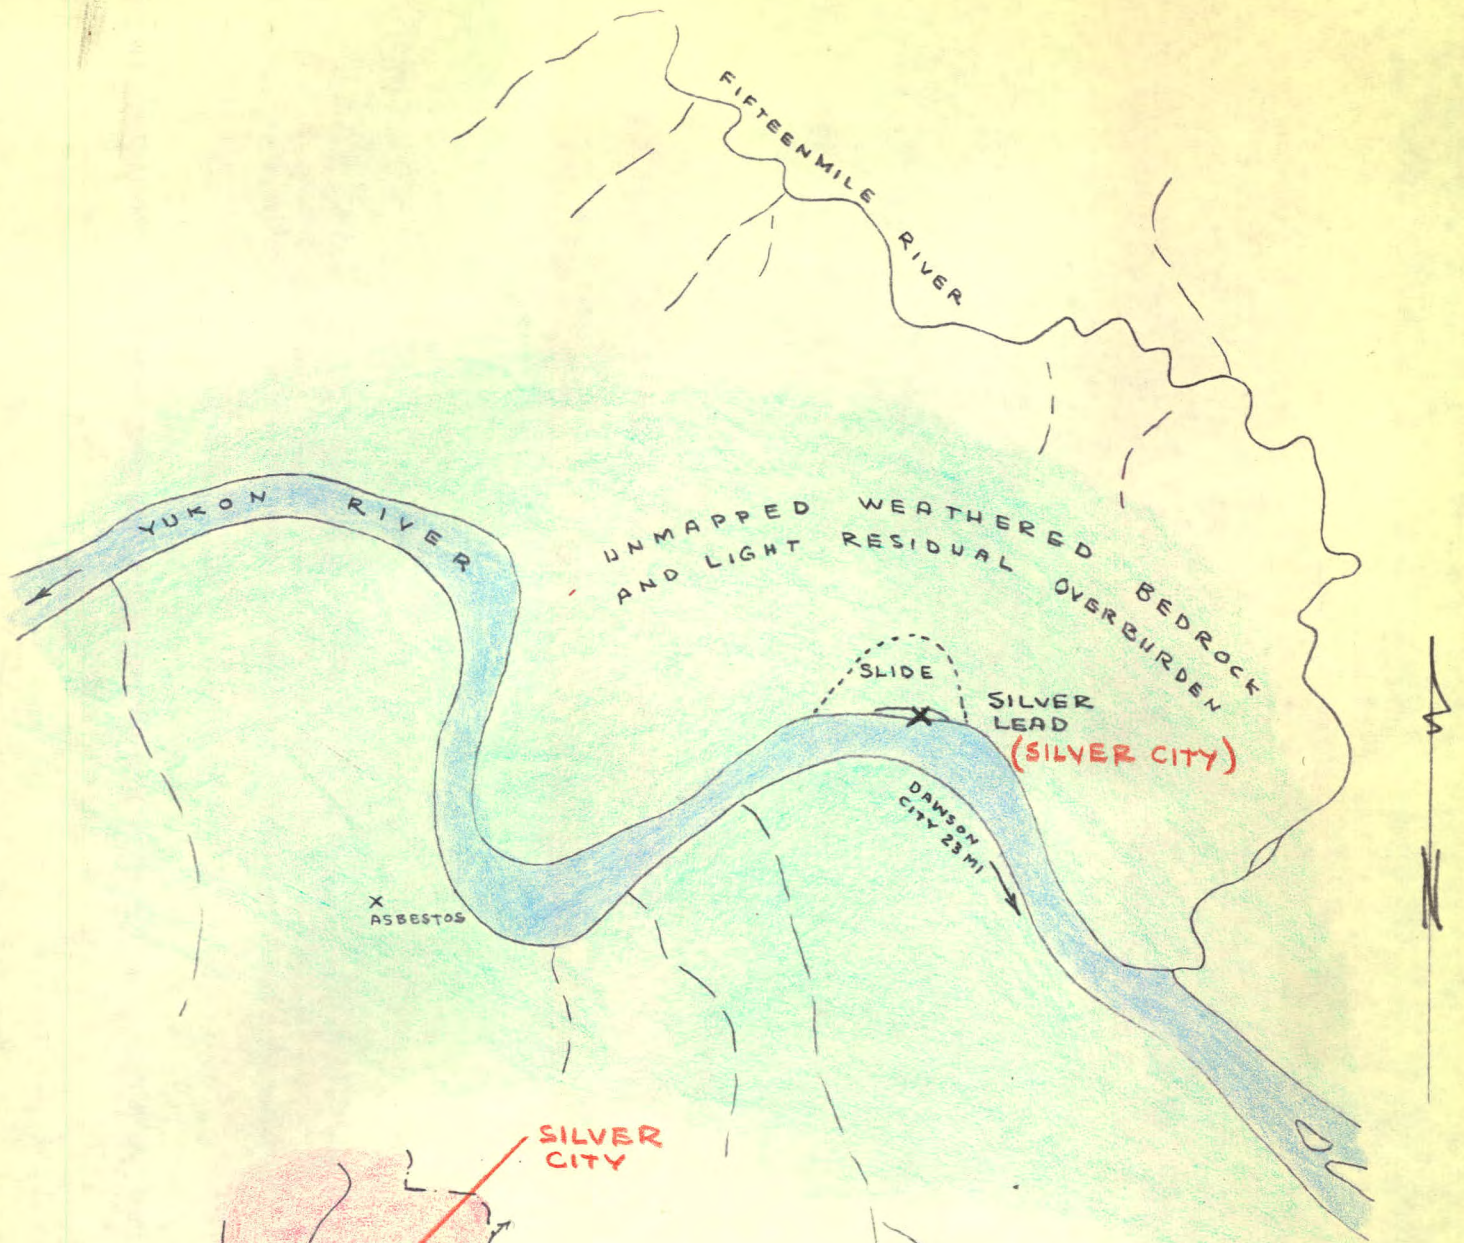 FIFTEENMILE RIVER
YUKON RIVER
UNMAPPED WEATHERED BEDROCK
AND LIGHT RESIDUAL OVERBURDEN
SLIDE
SILVER
LEAD
(SILVER CITY)
DAWSON
CITY 23 MI
X
ASBESTOS
N
SILVER
CITY